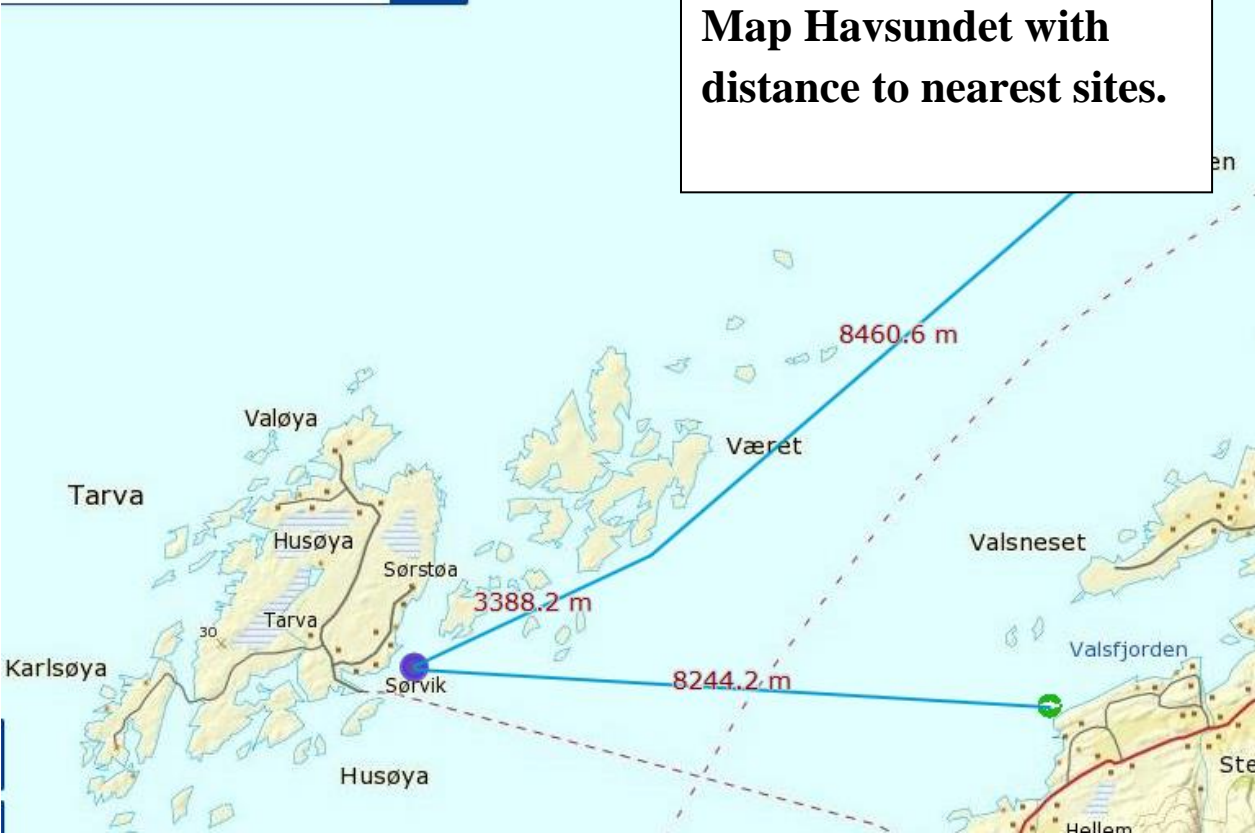 Map Havsundet with
distance to nearest sites.
en
8460.6 m
Valøya
Været
Tarva
Husøya
Valsneset
Sørstøa
3388.2 m
Tarva
30
Valsfjorden
Karlsøya
Sørvik
8244.2 m
Husøya
Ste
Hellem